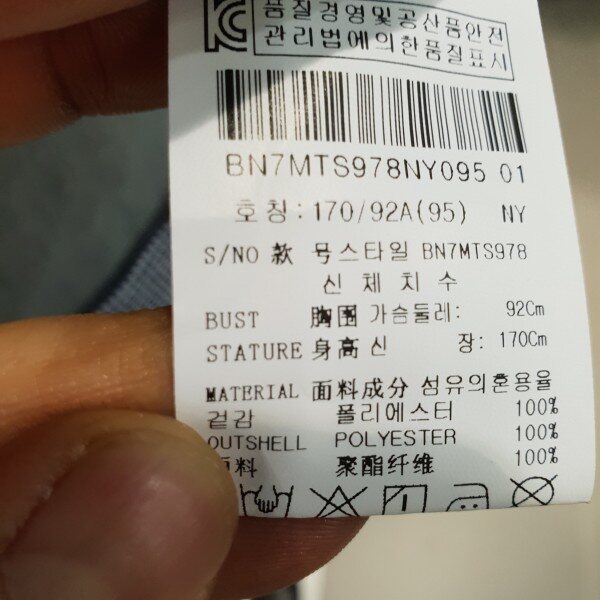 품질경영및공산품안전
관리법에의한품질표시
BN7MTS978NY095 01
호칭:170/92A(95) NY
S/NO 款 号스타일 BN7MTS978
신 체 치 수
BUST 胸围 가슴둘레: 92Cm
STATURE 身高 신 장: 170Cm
MATERIAL 面料成分 섬유의혼용율
겉감 폴리에스터 100%
OUTSHELL POLYESTER 100%
料 聚酯纤维 100%